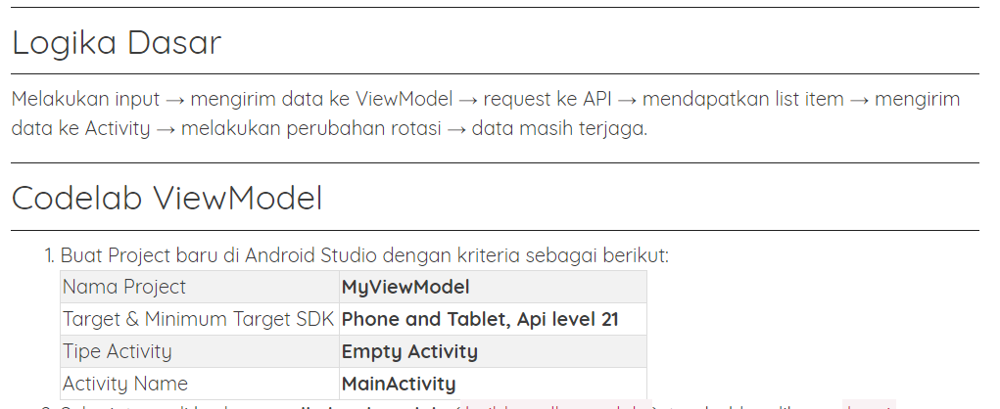 Logika Dasar
Melakukan input → mengirim data ke ViewModel → request ke API → mendapatkan list item → mengirim
data ke Activity → melakukan perubahan rotasi → data masih terjaga.
Codelab ViewModel
1. Buat Project baru di Android Studio dengan kriteria sebagai berikut:
Nama Project MyViewModel
Target & Minimum Target SDK Phone and Tablet, Api level 21
Tipe Activity Empty Activity
Activity Name MainActivity